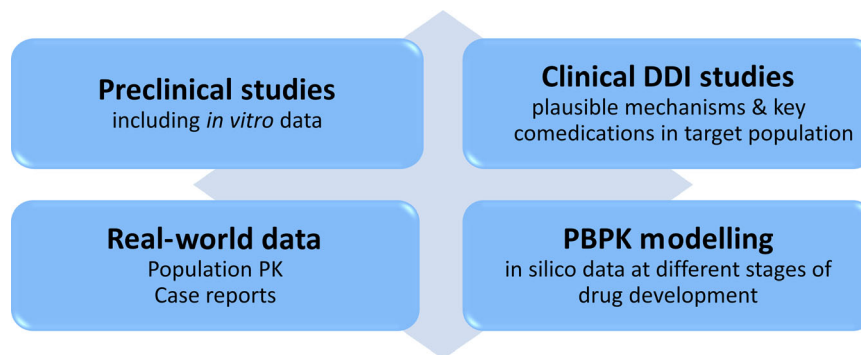 Preclinical studies
including in vitro data
Clinical DDI studies
plausible mechanisms & key
comedications in target population
Real-world data
Population PK
Case reports
PBPK modelling
in silico data at different stages of
drug development